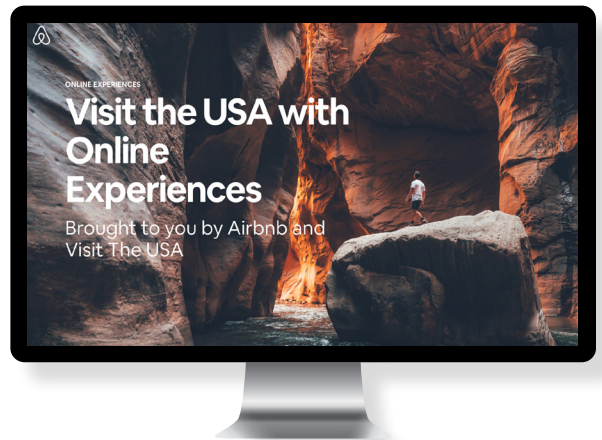 ONLINE EXPERIENCES
Visit the USA with
Online
Experiences
Brought to you by Airbnb and
Visit The USA